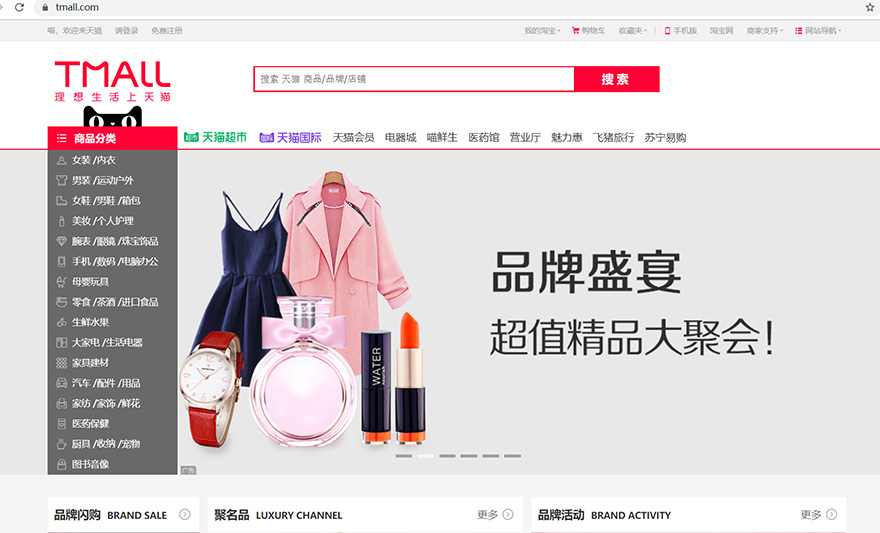 tmall.com
喵，欢迎来天猫 请登录 免费注册 我的淘宝 购物车 收藏夹 手机版 淘宝网 商家支持 网站导航
TMALL
理想生活上天猫
搜索 天猫 商品/品牌/店铺 搜索
商品分类 天猫超市 天猫国际 天猫会员 电器城 喵鲜生 医药馆 营业厅 魅力惠 飞猪旅行 苏宁易购
女装 /内衣
男装 /运动户外
女鞋 /男鞋 /箱包
美妆 /个人护理
腕表 /眼镜 /珠宝饰品
手机 /数码 /电脑办公
母婴玩具
零食 /茶酒 /进口食品
生鲜水果
大家电 /生活电器
家具建材
汽车 /配件 /用品
家纺 /家饰 /鲜花
医药保健
厨具 /收纳 /宠物
图书音像
品牌盛宴
超值精品大聚会！
WATER
广告
品牌闪购 BRAND SALE
聚名品 LUXURY CHANNEL 更多
品牌活动 BRAND ACTIVITY 更多